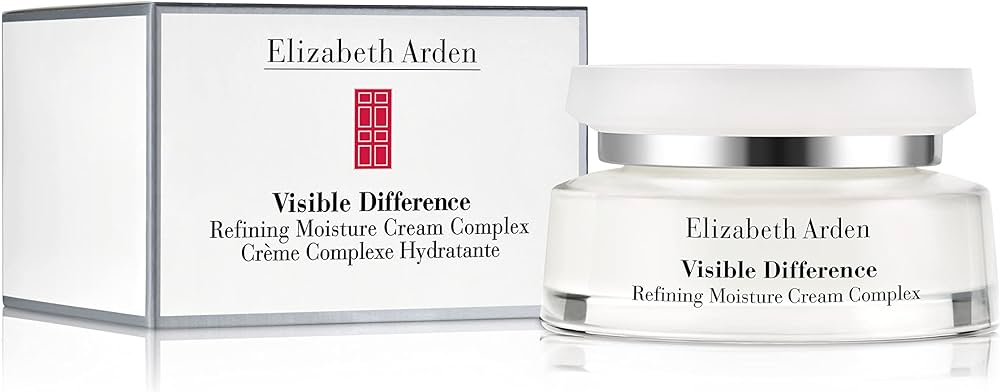 Elizabeth Arden
Visible Difference
Refining Moisture Cream Complex
Crème Complexe Hydratante
Elizabeth Arden
Visible Difference
Refining Moisture Cream Complex